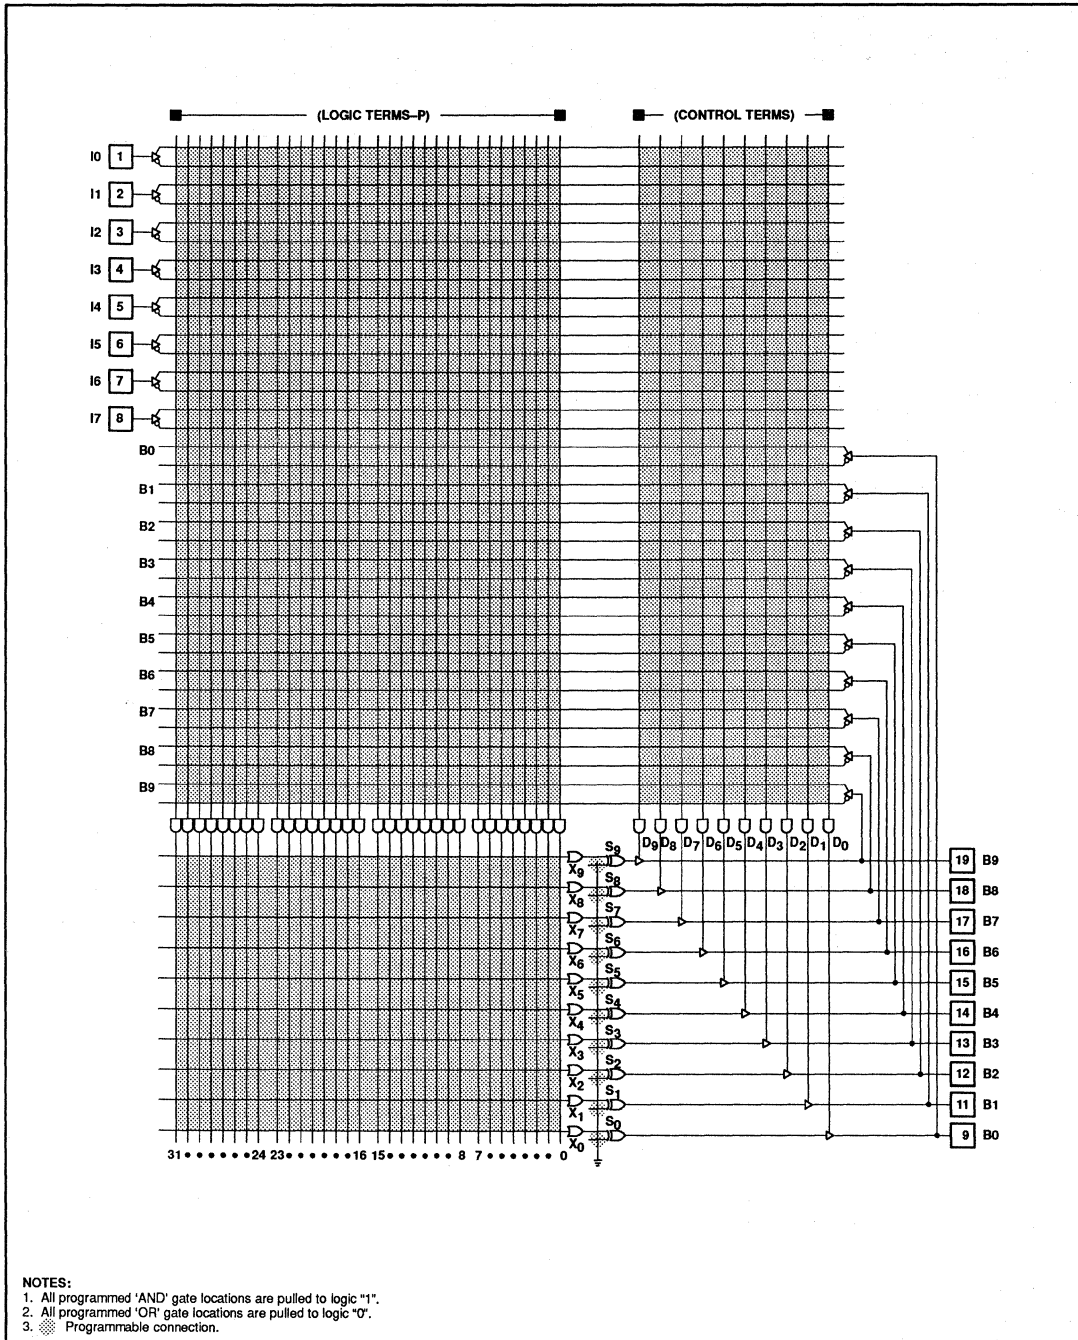 (LOGIC TERMS–P) (CONTROL TERMS)
I0 1
I1 2
I2 3
I3 4
I4 5
I5 6
I6 7
I7 8
B0
B1
B2
B3
B4
B5
B6
B7
B8
B9
D9 D8 D7 D6 D5 D4 D3 D2 D1 D0
S9
X9
19 B9
S8
X8
18 B8
S7
X7
17 B7
S6
X6
16 B6
S5
X5
15 B5
S4
X4
14 B4
S3
X3
13 B3
S2
X2
12 B2
S1
X1
11 B1
S0
X0
9 B0
31 • • • • • • 24 23 • • • • • • 16 15 • • • • • • 8 7 • • • • • • 0
NOTES:
1. All programmed 'AND' gate locations are pulled to logic "1".
2. All programmed 'OR' gate locations are pulled to logic "0".
3. Programmable connection.